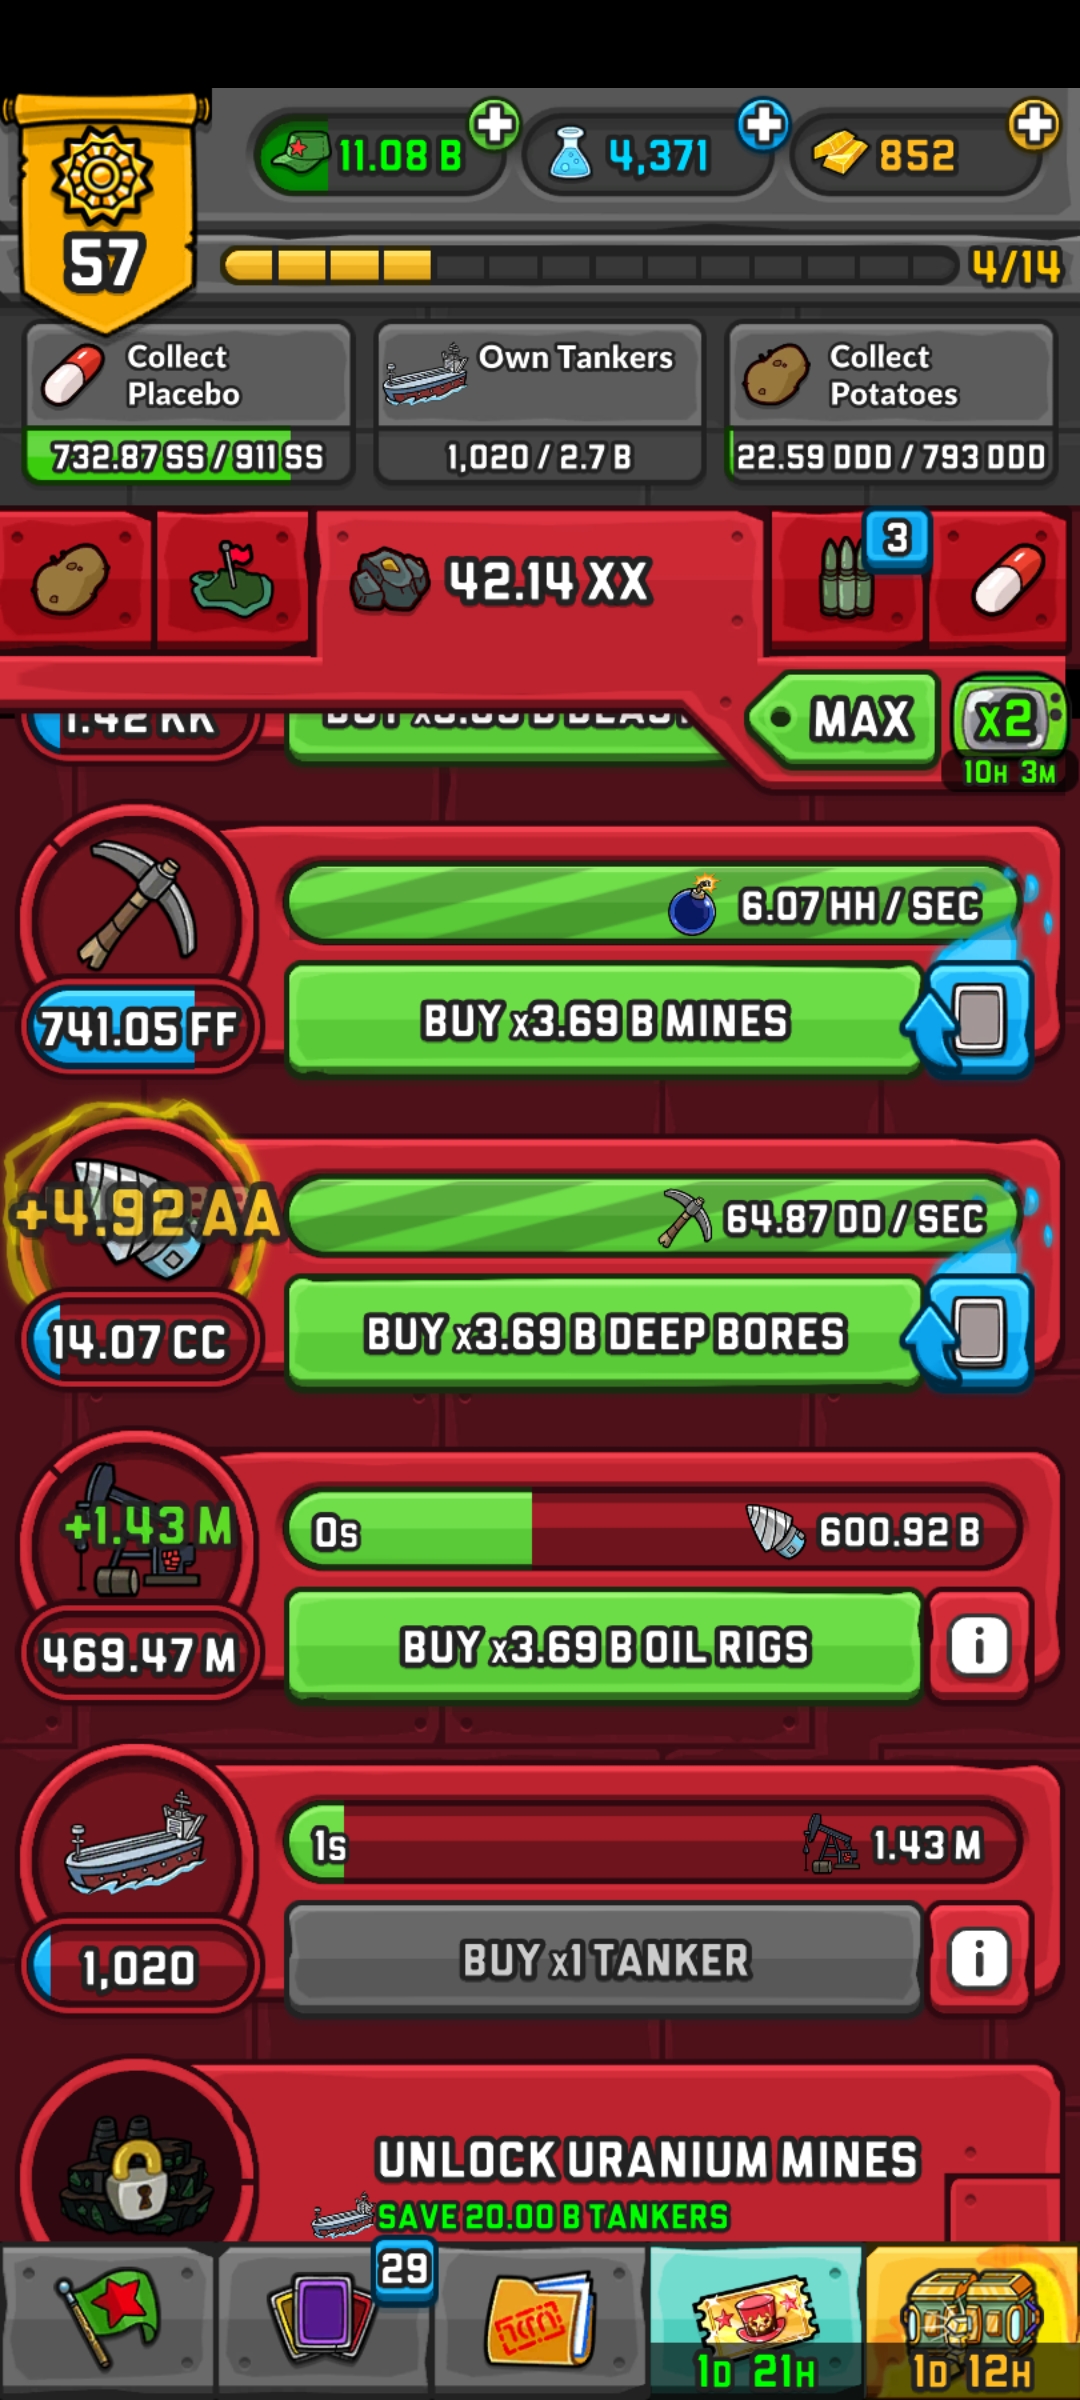 57
11.08 B
4,371
852
4/14
Collect Placebo
732.87 SS / 911 SS
Own Tankers
1,020 / 2.7 B
Collect Potatoes
22.59 DDD / 793 DDD
42.14 XX
3
MAX
x2
10H 3M
1.42 KK
6.07 HH / SEC
741.05 FF
BUY x3.69 B MINES
+4.92 AA
64.87 DD / SEC
14.07 CC
BUY x3.69 B DEEP BORES
+1.43 M
0s
600.92 B
469.47 M
BUY x3.69 B OIL RIGS
i
1s
1.43 M
1,020
BUY x1 TANKER
i
UNLOCK URANIUM MINES
SAVE 20.00 B TANKERS
29
1D 21H
1D 12H